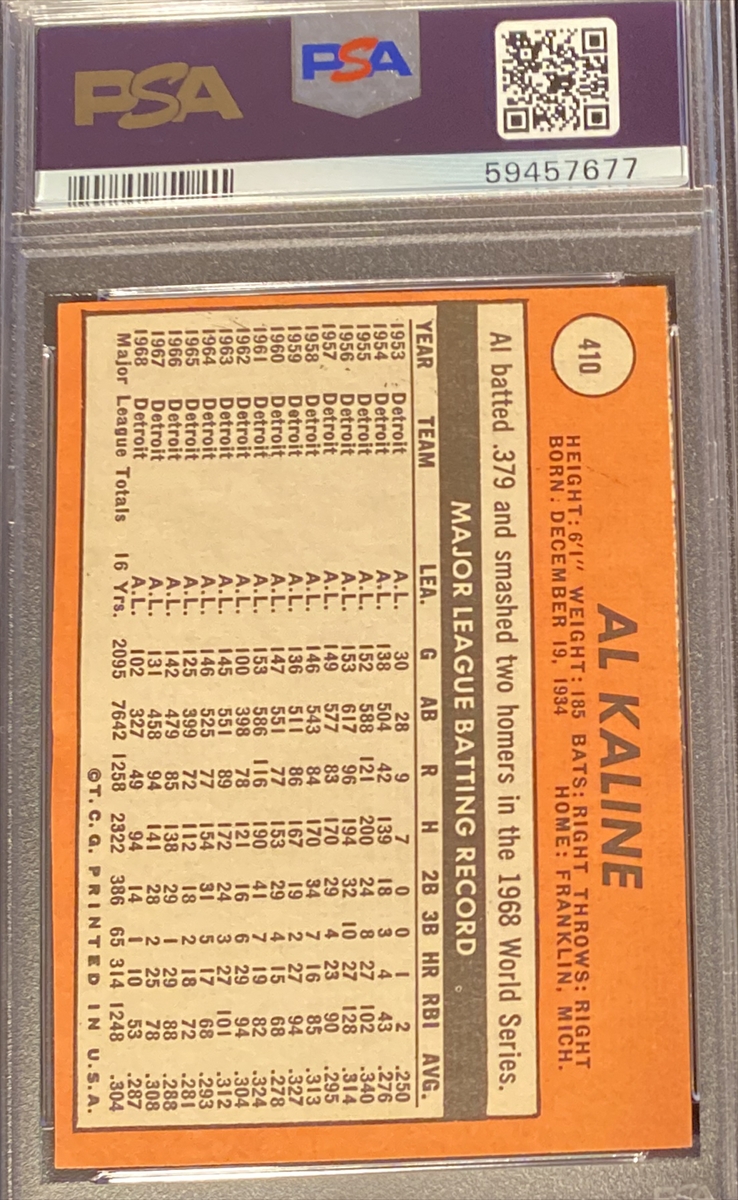 PSA
PSA
59457677
410
AL KALINE
HEIGHT: 6'1" WEIGHT: 185 BATS: RIGHT THROWS: RIGHT
BORN: DECEMBER 19, 1934 HOME: FRANKLIN, MICH.
Al batted .379 and smashed two homers in the 1968 World Series.
MAJOR LEAGUE BATTING RECORD
YEAR TEAM LEA. G AB R H 2B 3B HR RBI AVG.
1953 Detroit A.L. 30 28 9 7 0 0 1 2 .250
1954 Detroit A.L. 138 504 42 139 18 3 4 43 .276
1955 Detroit A.L. 152 588 121 200 24 8 27 102 .340
1956 Detroit A.L. 153 617 96 194 32 10 27 128 .314
1957 Detroit A.L. 149 577 83 170 29 4 23 90 .295
1958 Detroit A.L. 146 543 84 170 34 7 16 85 .313
1959 Detroit A.L. 136 511 86 167 19 2 27 94 .327
1960 Detroit A.L. 147 551 77 153 29 4 15 68 .278
1961 Detroit A.L. 153 586 116 190 41 7 19 82 .324
1962 Detroit A.L. 100 398 78 121 16 6 29 94 .304
1963 Detroit A.L. 145 551 89 172 24 3 27 101 .312
1964 Detroit A.L. 146 525 77 154 31 5 17 68 .293
1965 Detroit A.L. 125 399 72 112 18 2 18 72 .281
1966 Detroit A.L. 142 479 85 138 29 1 29 88 .288
1967 Detroit A.L. 131 458 94 141 28 2 25 78 .308
1968 Detroit A.L. 102 327 49 94 14 1 10 53 .287
Major League Totals 16 Yrs. 2095 7642 1258 2322 386 65 314 1248 .304
©T.C.G. PRINTED IN U.S.A.